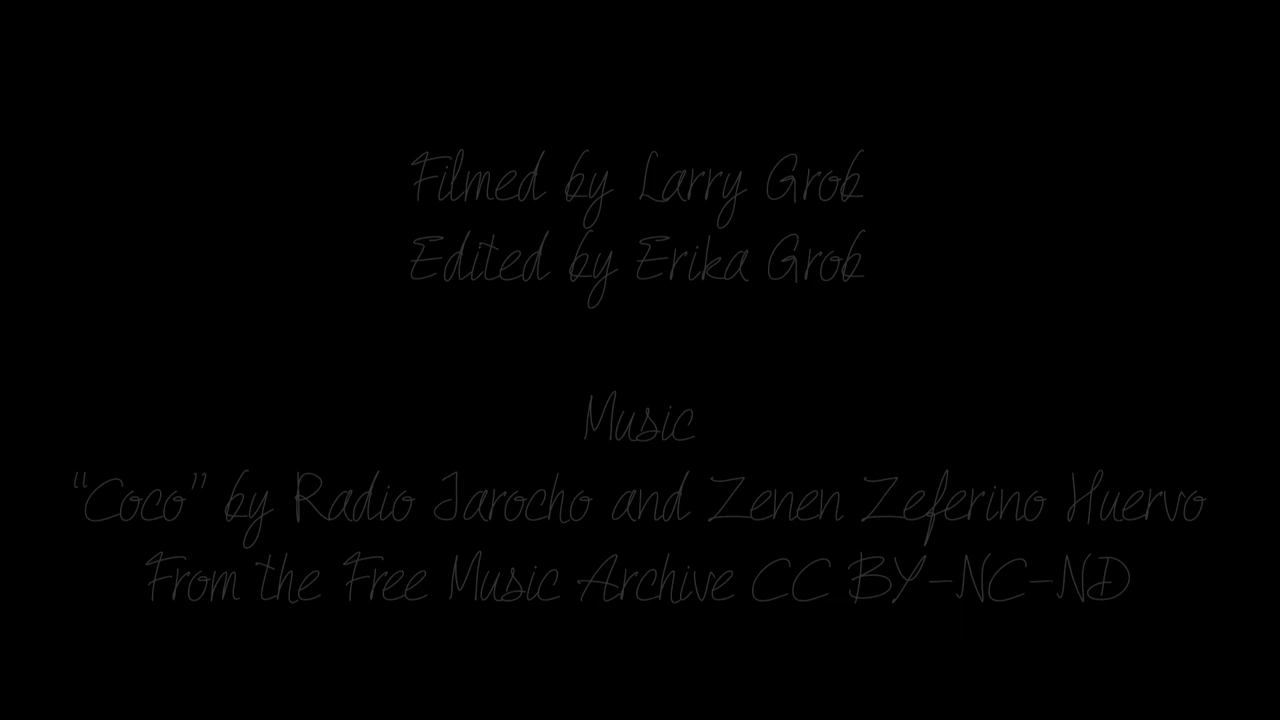 Filmed by Larry Grob
Edited by Erika Grob
Music
“Coco” by Radio Jarocho and Zenen Zeferino Huervo
From the Free Music Archive CC BY-NC-ND